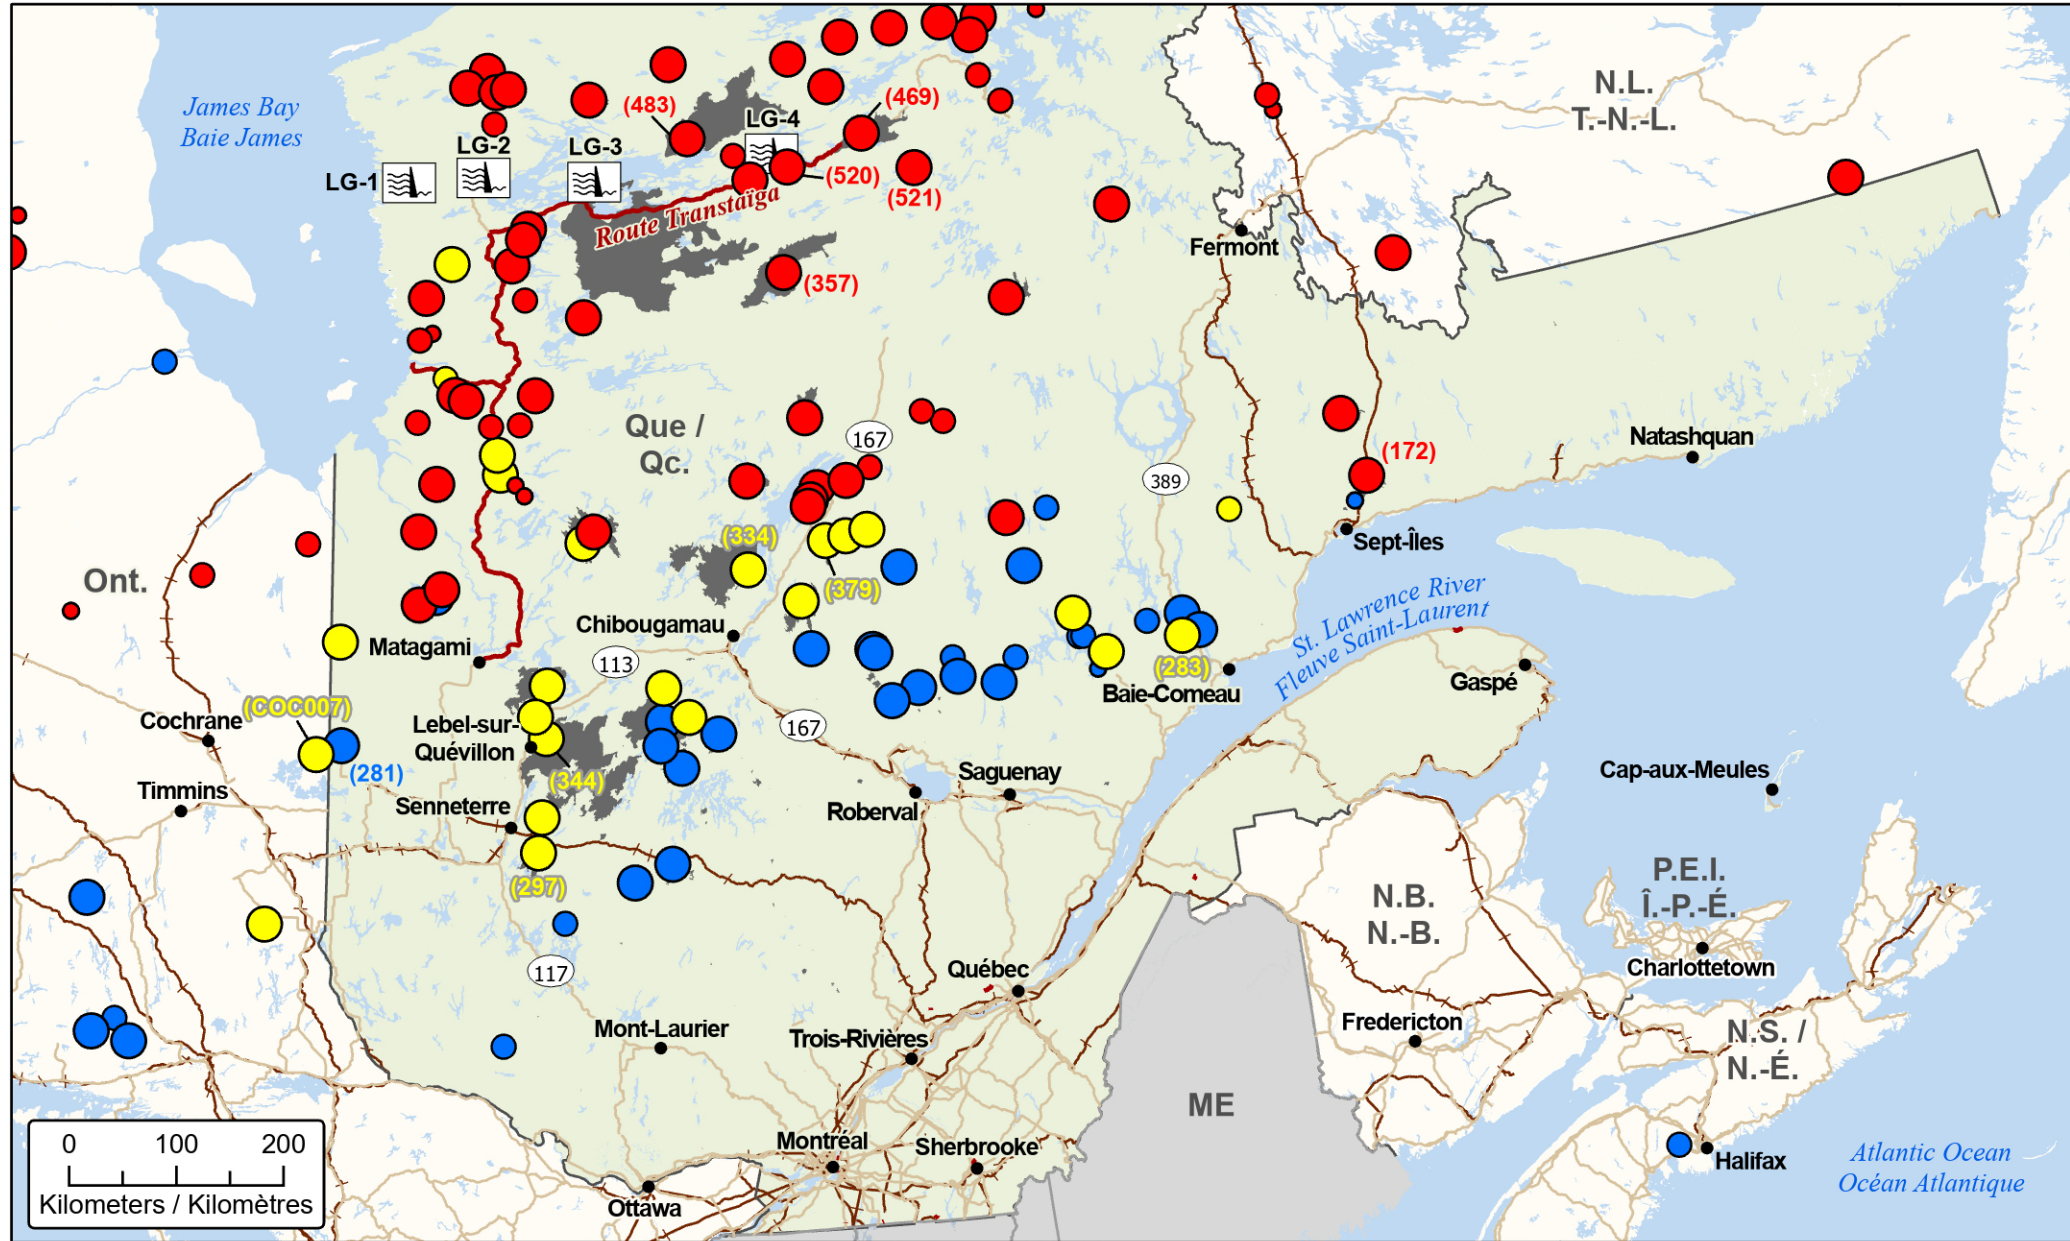 James Bay
Baie James
(483)
(469)
N.L.
T.-N.-L.
LG-4
LG-2
LG-3
LG-1
(520)
(521)
Route Transtaïga
Fermont
(357)
Que /
Qc.
167
389
(172)
Natashquan
(334)
Sept-Îles
Ont.
(379)
Chibougamau
St. Lawrence River
Fleuve Saint-Laurent
Matagami
113
(283)
Baie-Comeau
Gaspé
(COC007)
Cochrane
Lebel-sur-
Quévillon
167
(281)
(344)
Saguenay
Cap-aux-Meules
Timmins
Senneterre
Roberval
(297)
P.E.I.
Î.-P.-É.
N.B.
N.-B.
117
Québec
Charlottetown
Mont-Laurier
Trois-Rivières
Fredericton
N.S. /
N.-É.
ME
0 100 200
Kilometers / Kilomètres
Montréal
Sherbrooke
Halifax
Atlantic Ocean
Océan Atlantique
Ottawa